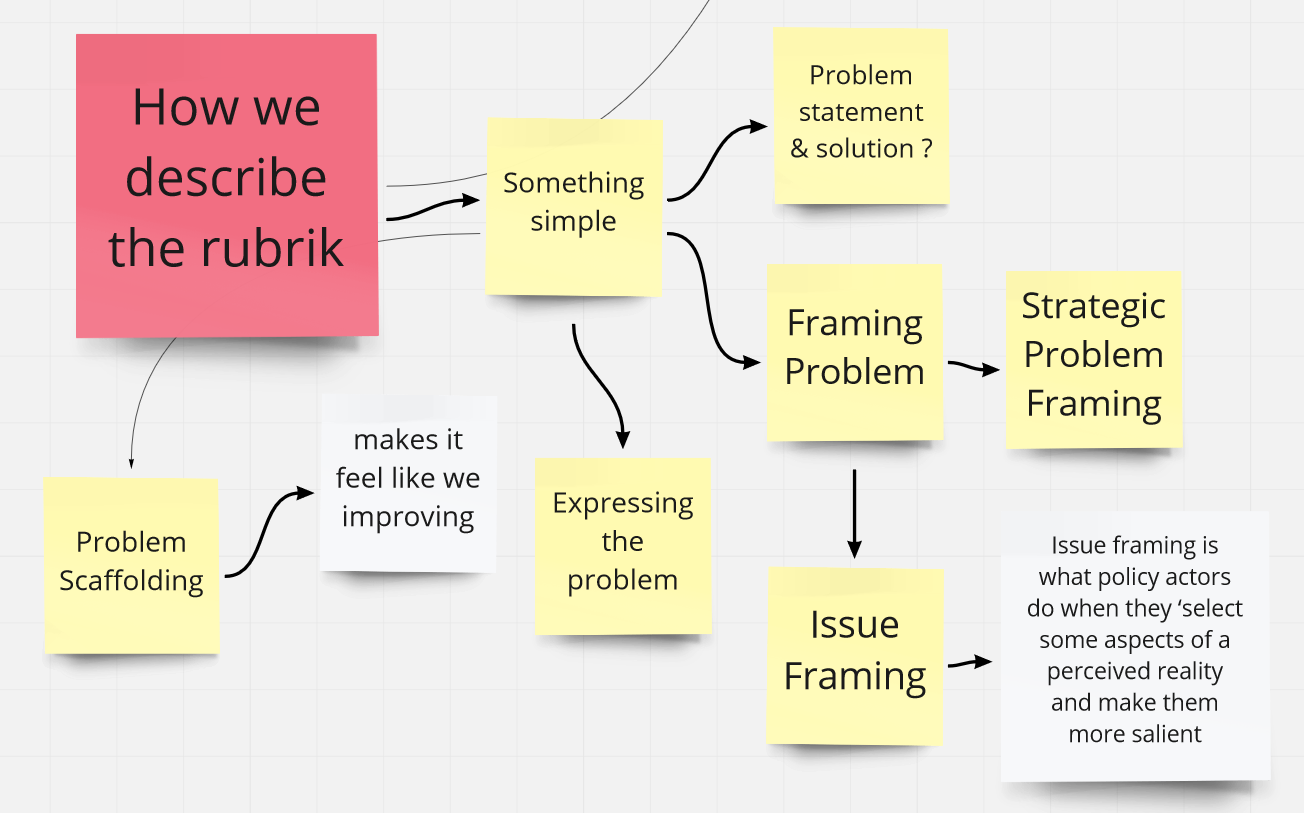 How we
describe
the rubrik
Something
simple
Problem
statement
& solution ?
Framing
Problem
Strategic
Problem
Framing
makes it
feel like we
improving
Problem
Scaffolding
Expressing
the
problem
Issue
Framing
Issue framing is
what policy actors
do when they ‘select
some aspects of a
perceived reality
and make them
more salient